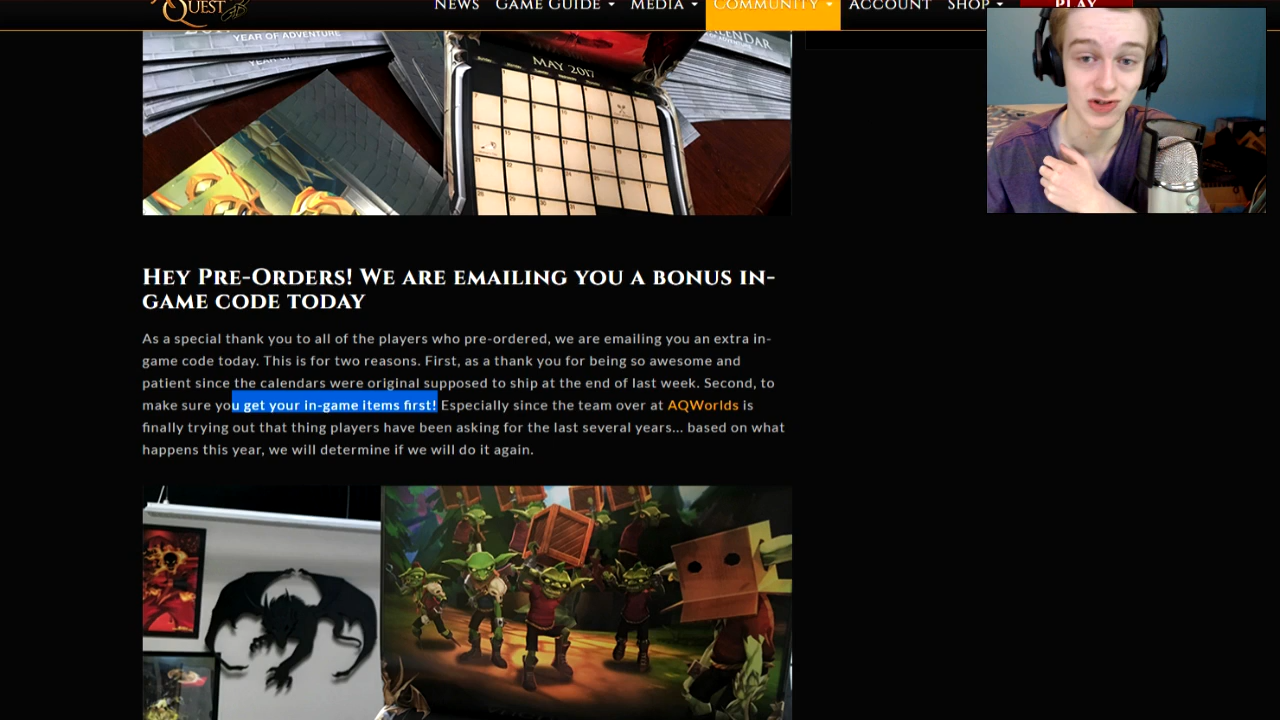 Quest
News
Game Guide
Media
Community
Account
Shop
PLAY
YEAR OF ADVENTURE
CALENDAR
MAY 2017
Hey Pre-Orders! We are emailing you a bonus in-
game code today
As a special thank you to all of the players who pre-ordered, we are emailing you an extra in-
game code today. This is for two reasons. First, as a thank you for being so awesome and
patient since the calendars were original supposed to ship at the end of last week. Second, to
make sure you get your in-game items first! Especially since the team over at AQWorlds is
finally trying out that thing players have been asking for the last several years... based on what
happens this year, we will determine if we will do it again.